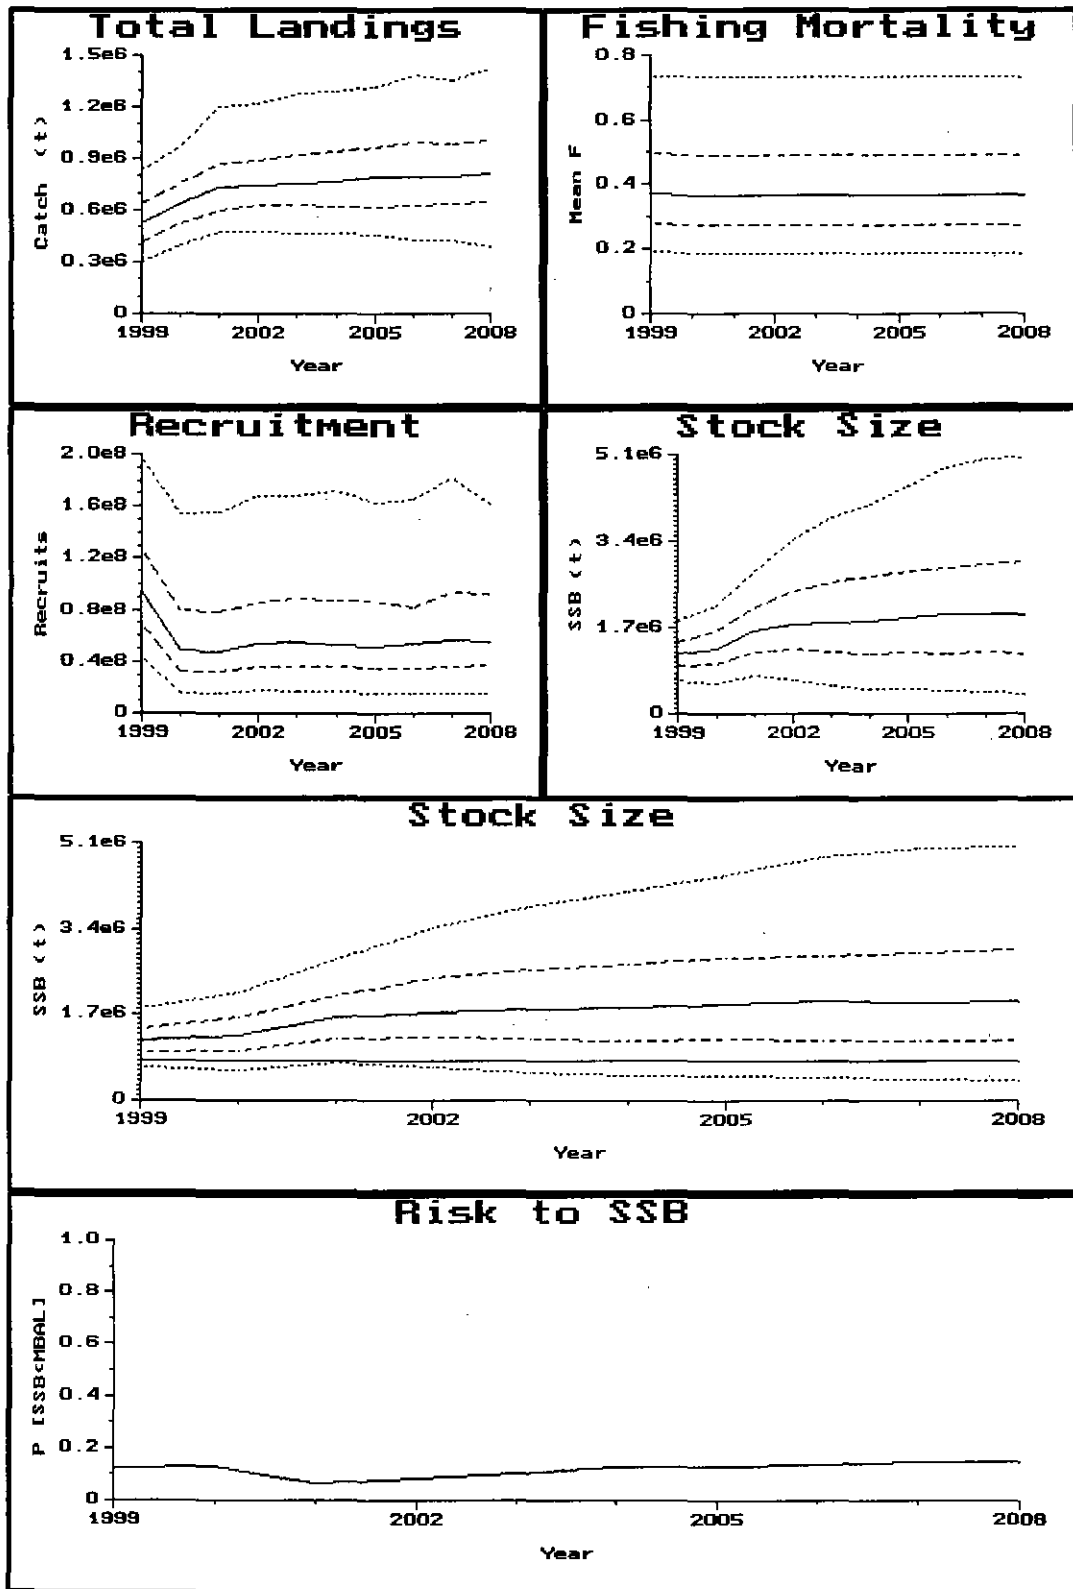 Total Landings
Catch (t)
1.5e6
1.2e6
0.9e6
0.6e6
0.3e6
0
1999 2002 2005 2008
Year
Fishing Mortality
Mean F
0.8
0.6
0.4
0.2
0
1999 2002 2005 2008
Year
Recruitment
Recruits
2.0e8
1.6e8
1.2e8
0.8e8
0.4e8
0
1999 2002 2005 2008
Year
Stock Size
SSB (t)
5.1e6
3.4e6
1.7e6
0
1999 2002 2005 2008
Year
Stock Size
SSB (t)
5.1e6
3.4e6
1.7e6
0
1999 2002 2005 2008
Year
Risk to SSB
P [SSB<MBAL]
1.0
0.8
0.6
0.4
0.2
0
1999 2002 2005 2008
Year